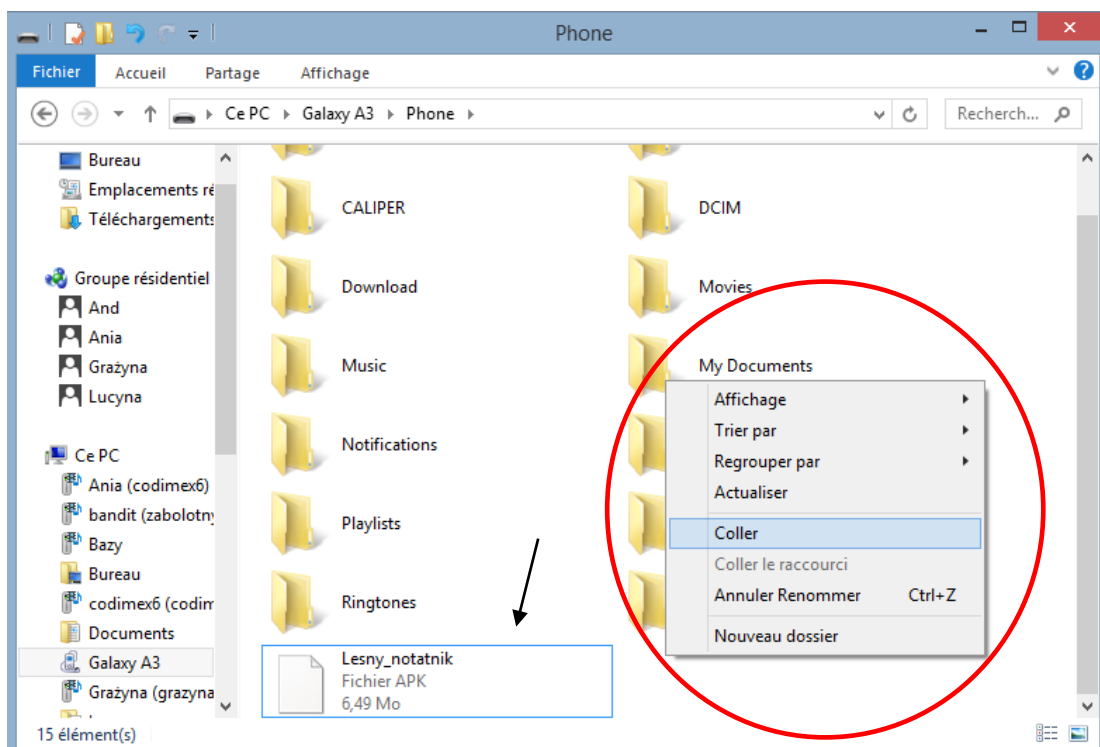 Phone
Fichier Accueil Partage Affichage
Ce PC Galaxy A3 Phone
Recherch...
Bureau
Emplacements ré
Téléchargements
Groupe résidentiel
And
Ania
Grażyna
Lucyna
Ce PC
Ania (codimex6)
bandit (zabolotny
Bazy
Bureau
codimex6 (codim
Documents
Galaxy A3
Grażyna (grazyna
CALIPER DCIM
Download Movies
Music My Documents
Notifications
Playlists
Ringtones
Lesny_notatnik
Fichier APK
6,49 Mo
Affichage
Trier par
Regrouper par
Actualiser
Coller
Coller le raccourci
Annuler Renommer Ctrl+Z
Nouveau dossier
15 élément(s)